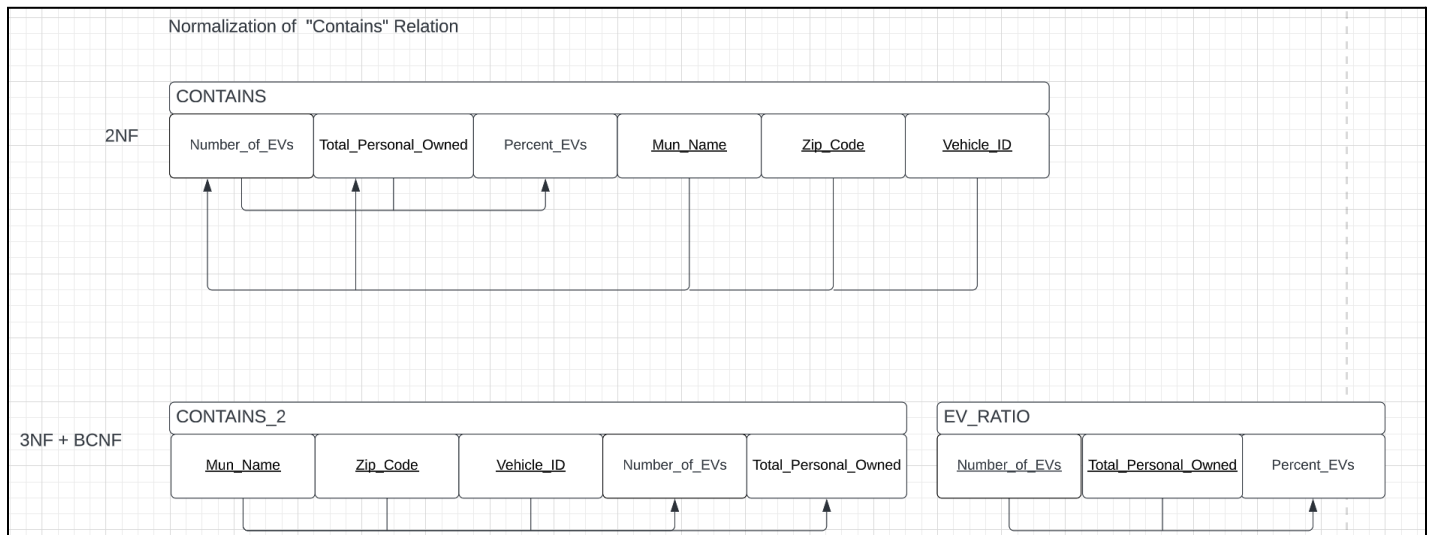 Normalization of "Contains" Relation
CONTAINS
2NF
Number_of_EVs Total_Personal_Owned Percent_EVs Mun_Name Zip_Code Vehicle_ID
CONTAINS_2 EV_RATIO
3NF + BCNF
Mun_Name Zip_Code Vehicle_ID Number_of_EVs Total_Personal_Owned Number_of_EVs Total_Personal_Owned Percent_EVs